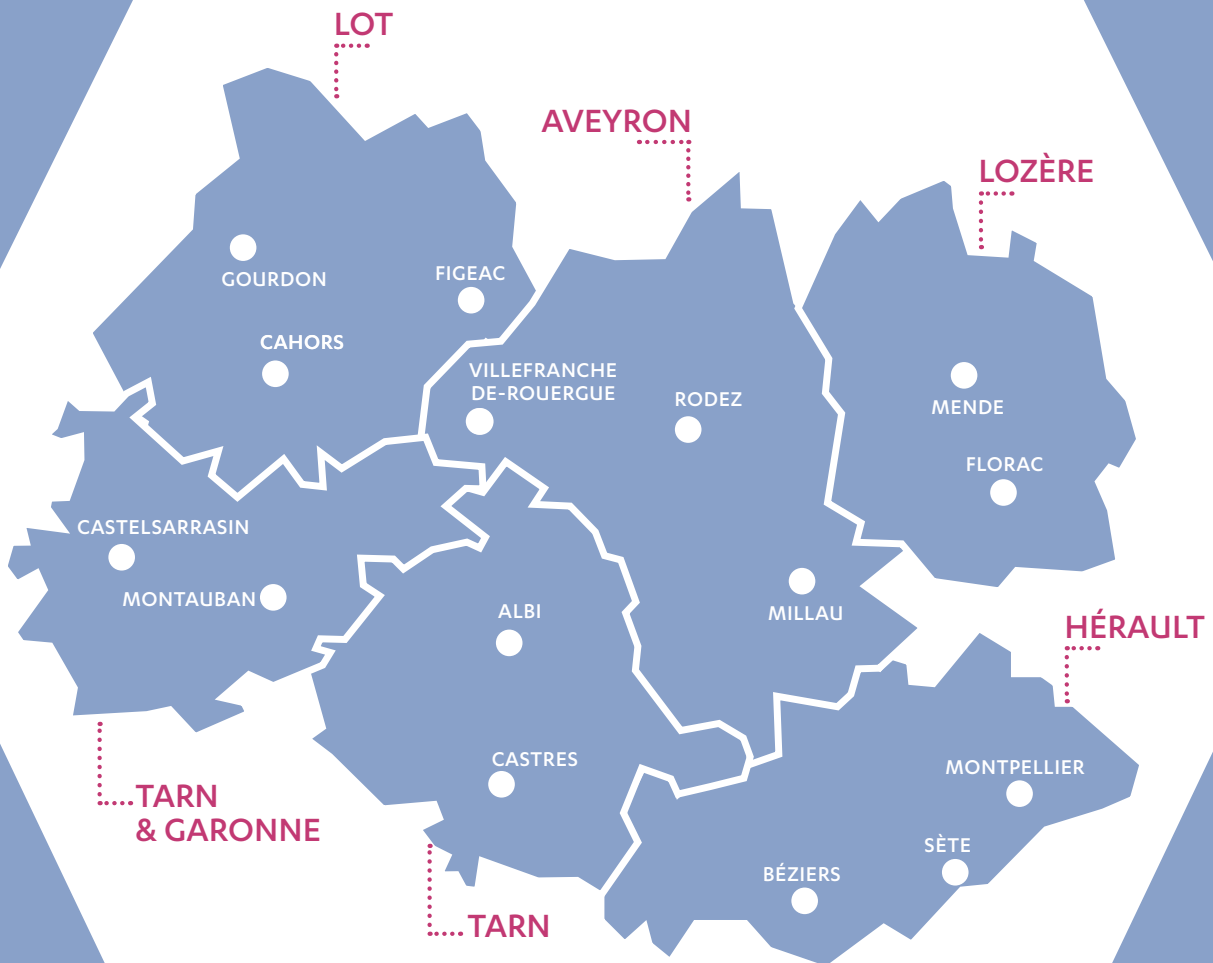 LOT
AVEYRON
LOZÈRE
GOURDON
FIGEAC
CAHORS
VILLEFRANCHE
DE-ROUERGUE
RODEZ
MENDE
FLORAC
CASTELSARRASIN
MONTAUBAN
ALBI
MILLAU
HÉRAULT
CASTRES
MONTPELLIER
TARN
& GARONNE
SÈTE
BÉZIERS
TARN